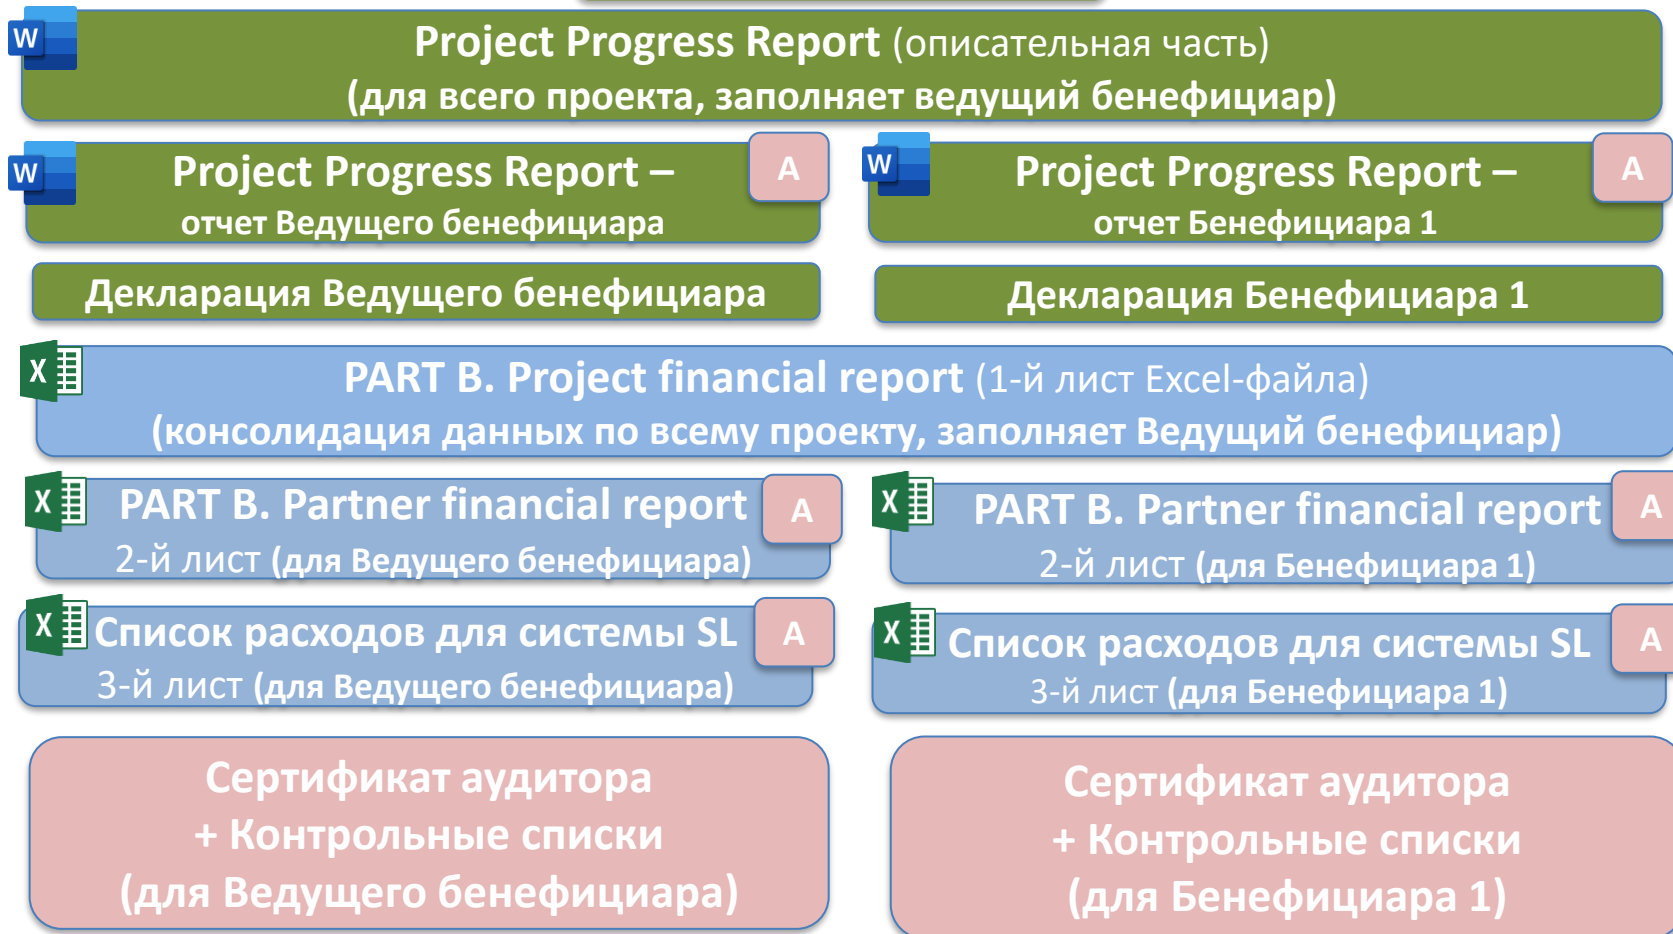 W
Project Progress Report (описательная часть)
(для всего проекта, заполняет ведущий бенефициар)
W
Project Progress Report –
отчет Ведущего бенефициара
A
W
Project Progress Report –
отчет Бенефициара 1
A
Декларация Ведущего бенефициара
Декларация Бенефициара 1
X
PART B. Project financial report (1-й лист Excel-файла)
(консолидация данных по всему проекту, заполняет Ведущий бенефициар)
X
PART B. Partner financial report
2-й лист (для Ведущего бенефициара)
A
X
PART B. Partner financial report
2-й лист (для Бенефициара 1)
A
X
Список расходов для системы SL
3-й лист (для Ведущего бенефициара)
A
X
Список расходов для системы SL
3-й лист (для Бенефициара 1)
A
Сертификат аудитора
+ Контрольные списки
(для Ведущего бенефициара)
Сертификат аудитора
+ Контрольные списки
(для Бенефициара 1)